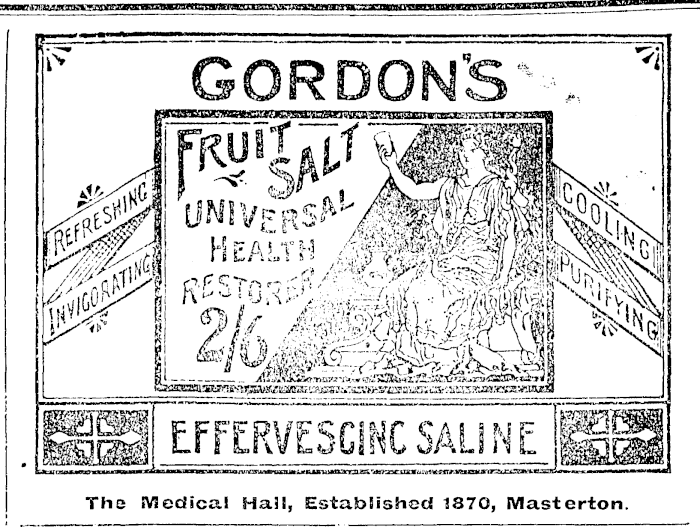 GORDON'S
FRUIT
SALT
UNIVERSAL
HEALTH
RESTORER
2/6
REFRESHING
INVIGORATING
COOLING
PURIFYING
EFFERVESCING SALINE
The Medical Hall, Established 1870, Masterton.